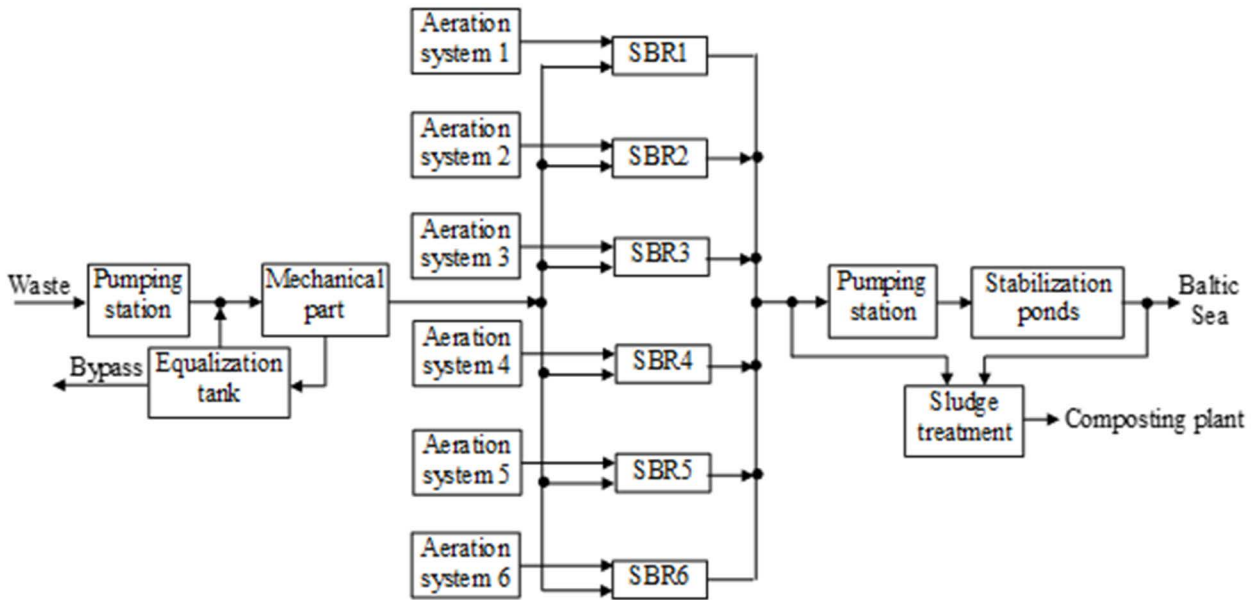 Aeration
system 1
SBR1
Aeration
system 2
SBR2
Aeration
system 3
SBR3
Waste
Pumping
station
Mechanical
part
Pumping
station
Stabilization
ponds
Baltic
Sea
Bypass
Equalization
tank
Aeration
system 4
SBR4
Sludge
treatment
Composting plant
Aeration
system 5
SBR5
Aeration
system 6
SBR6